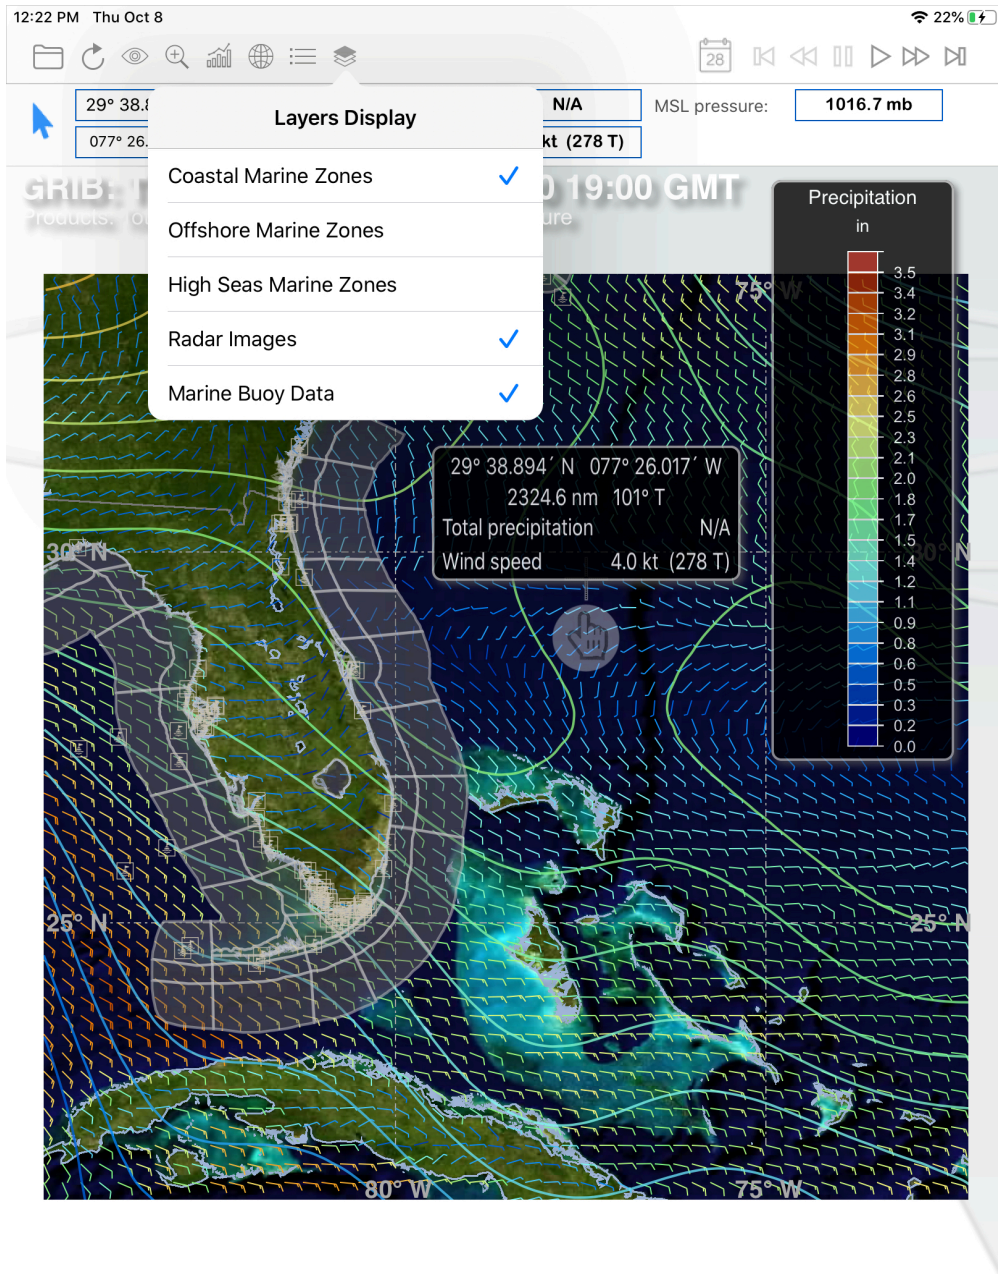 12:22 PM Thu Oct 8
22%
28
29° 38.8
N/A
MSL pressure:
1016.7 mb
077° 26.
kt (278 T)
Layers Display
Coastal Marine Zones
Offshore Marine Zones
High Seas Marine Zones
Radar Images
Marine Buoy Data
GRIB:
0 19:00 GMT
Products:
ure
Precipitation
in
3.5
3.4
3.2
3.1
2.9
2.8
2.6
2.5
2.3
2.1
2.0
1.8
1.7
1.5
1.4
1.2
1.1
0.9
0.8
0.6
0.5
0.3
0.2
0.0
75° W
29° 38.894´ N 077° 26.017´ W
2324.6 nm 101° T
Total precipitation N/A
Wind speed 4.0 kt (278 T)
30° N
30° N
25° N
25° N
80° W
75° W